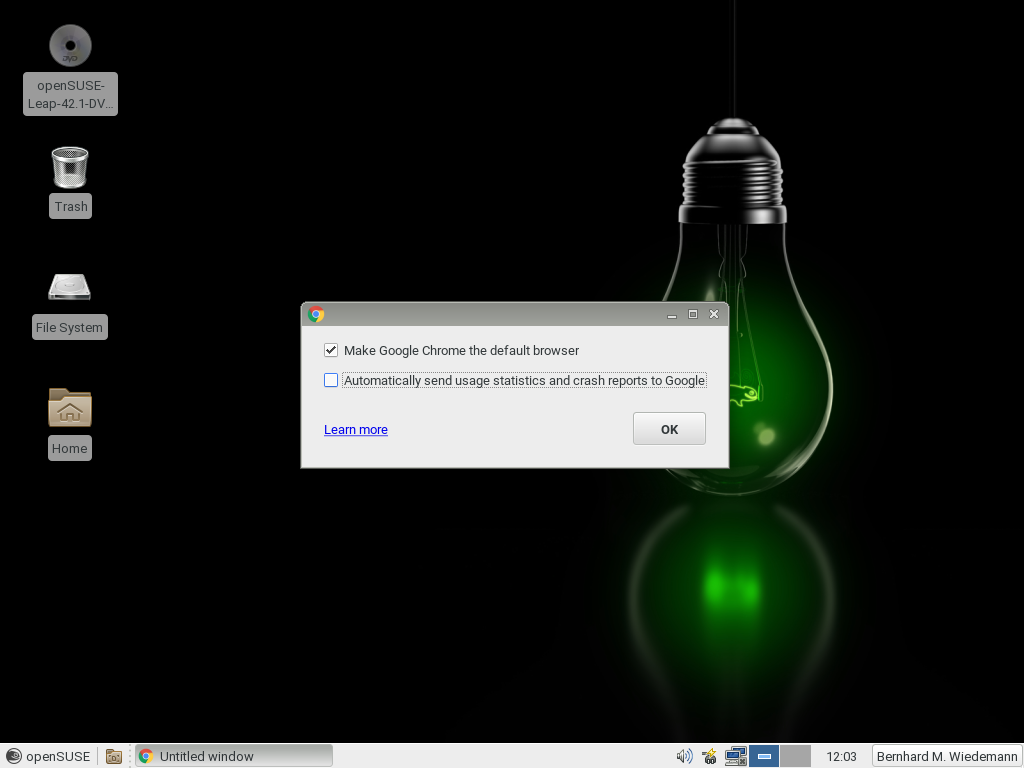 openSUSE-
Leap-42.1-DV...
Trash
File System
Home
Make Google Chrome the default browser
Automatically send usage statistics and crash reports to Google
Learn more
OK
openSUSE
Untitled window
12:03
Bernhard M. Wiedemann